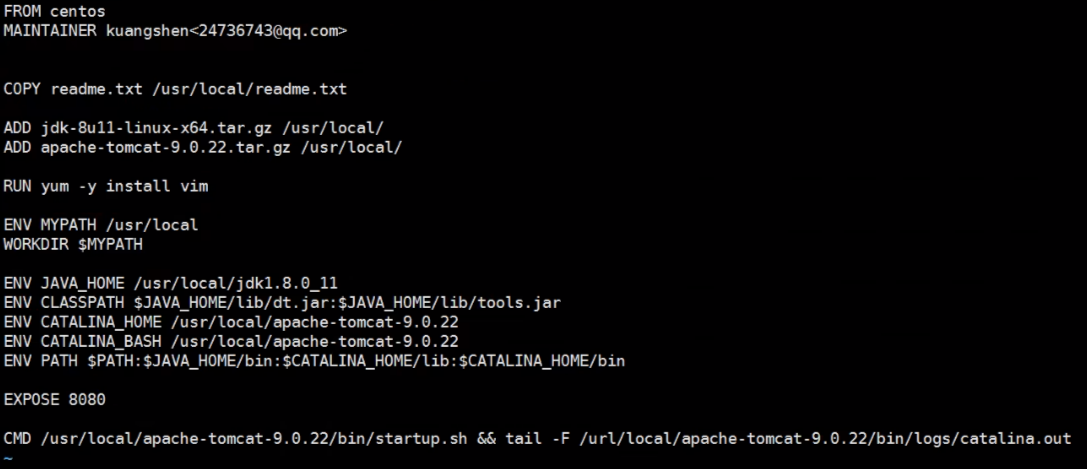 FROM centos
MAINTAINER kuangshen<24736743@qq.com>
COPY readme.txt /usr/local/readme.txt
ADD jdk-8u11-linux-x64.tar.gz /usr/local/
ADD apache-tomcat-9.0.22.tar.gz /usr/local/
RUN yum -y install vim
ENV MYPATH /usr/local
WORKDIR $MYPATH
ENV JAVA_HOME /usr/local/jdk1.8.0_11
ENV CLASSPATH $JAVA_HOME/lib/dt.jar:$JAVA_HOME/lib/tools.jar
ENV CATALINA_HOME /usr/local/apache-tomcat-9.0.22
ENV CATALINA_BASH /usr/local/apache-tomcat-9.0.22
ENV PATH $PATH:$JAVA_HOME/bin:$CATALINA_HOME/lib:$CATALINA_HOME/bin
EXPOSE 8080
CMD /usr/local/apache-tomcat-9.0.22/bin/startup.sh && tail -F /url/local/apache-tomcat-9.0.22/bin/logs/catalina.out
~